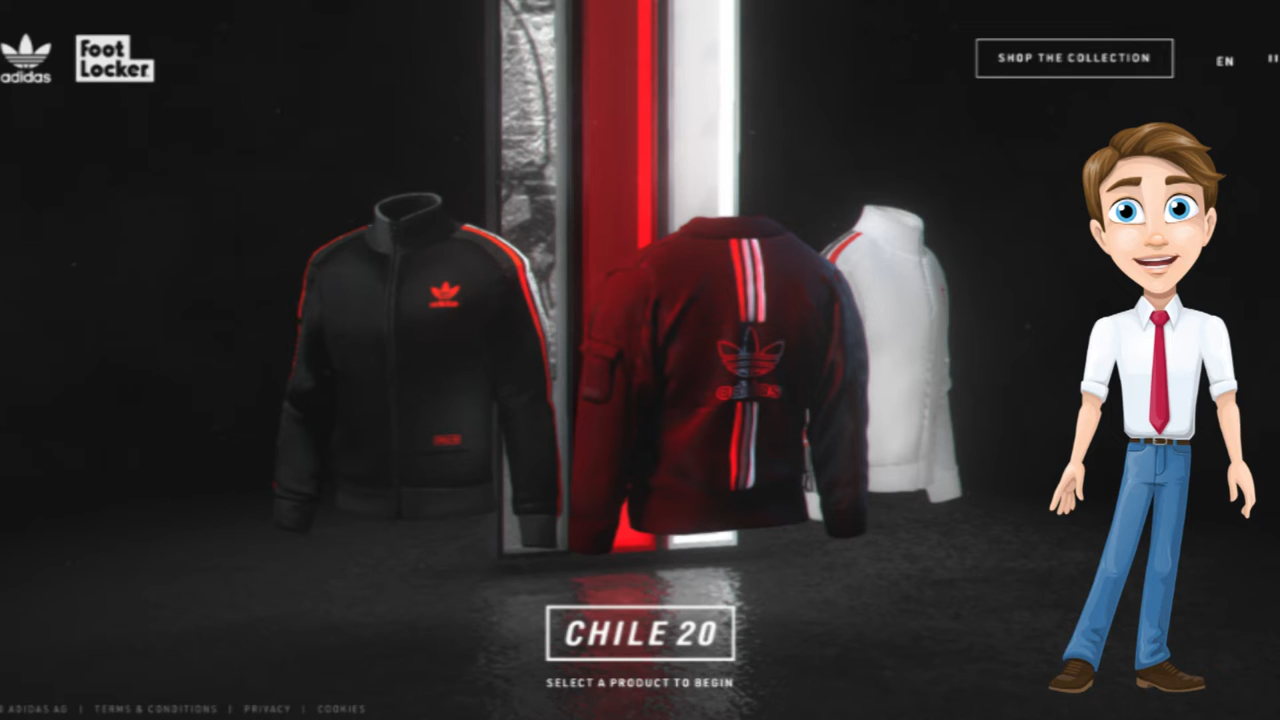 adidas
Foot
Locker
SHOP THE COLLECTION
EN
adidas
CHILE 20
SELECT A PRODUCT TO BEGIN
ADIDAS AG | TERMS & CONDITIONS | PRIVACY | COOKIES